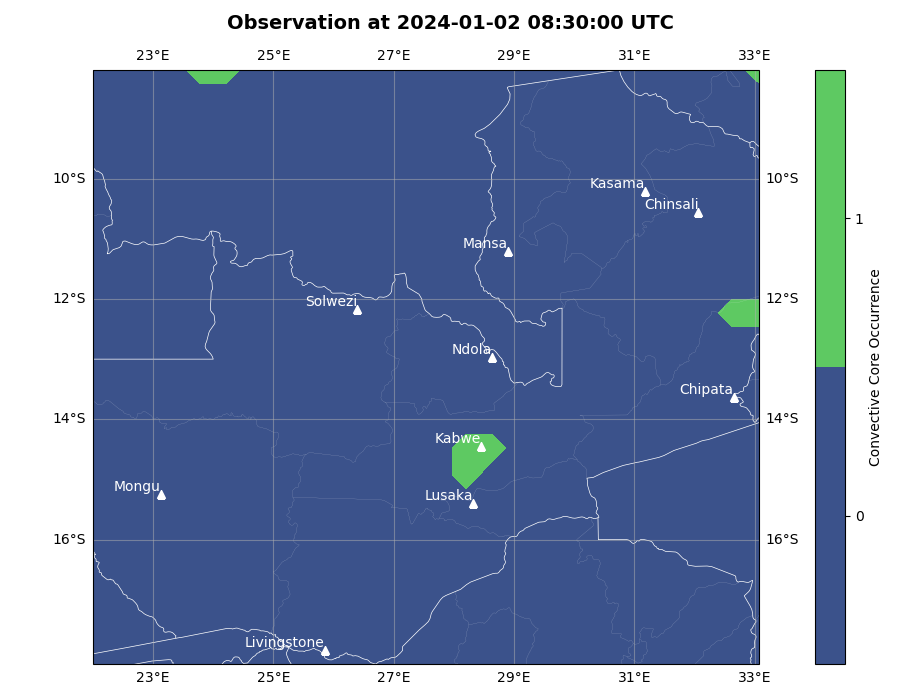 Observation at 2024-01-02 08:30:00 UTC
23°E 25°E 27°E 29°E 31°E 33°E
10°S 10°S
Kasama
Chinsali
Mansa
12°S 12°S
Solwezi
Ndola
Chipata
14°S 14°S
Kabwe
Mongu
Lusaka
16°S 16°S
Livingstone
23°E 25°E 27°E 29°E 31°E 33°E
1
0
Convective Core Occurrence